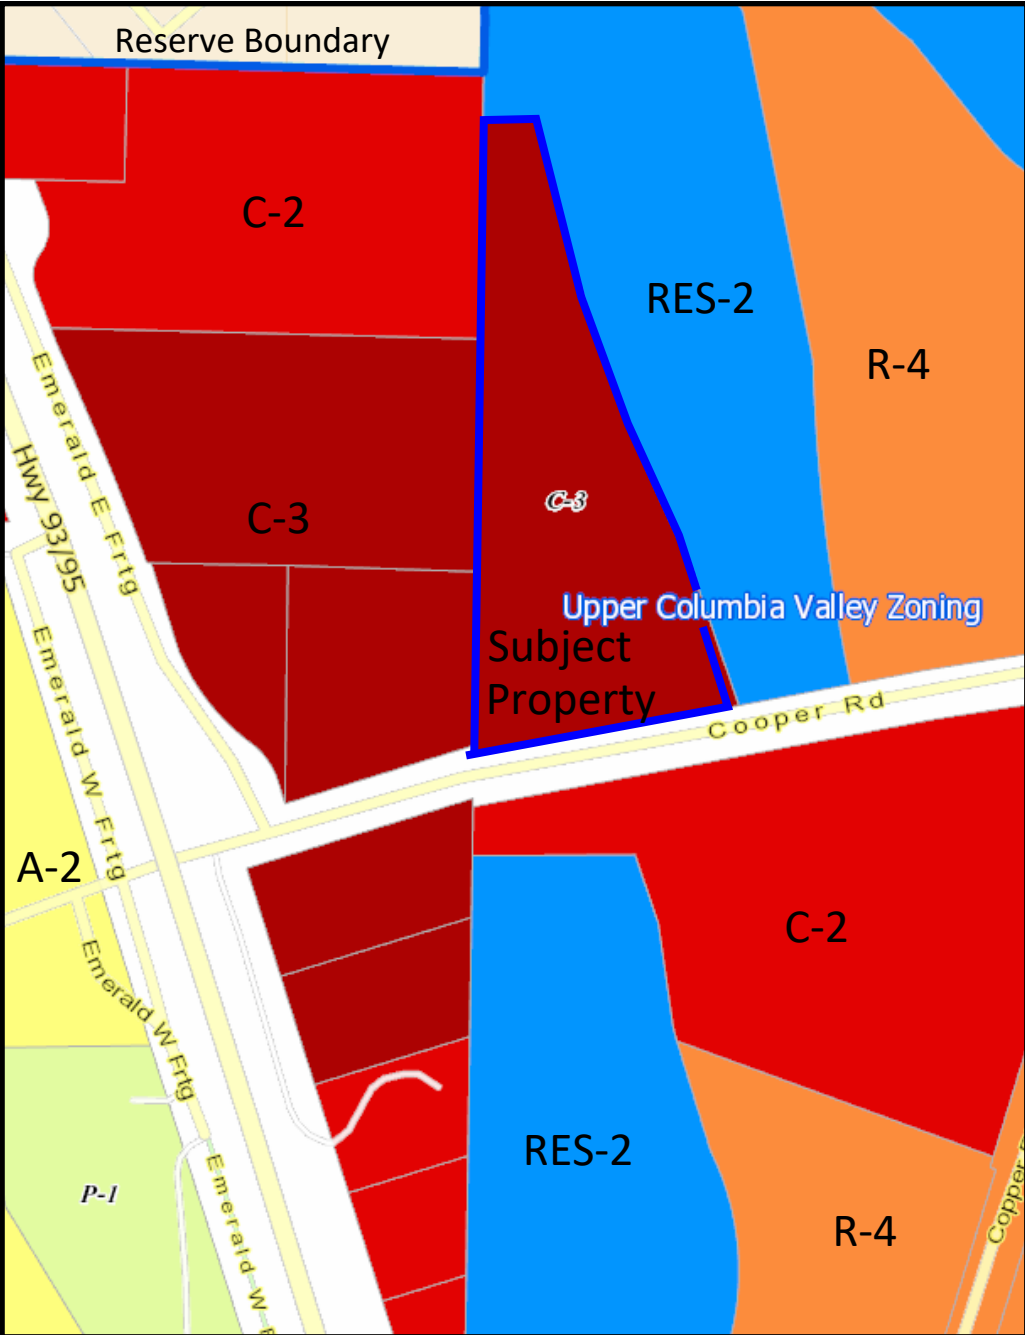 Reserve Boundary
C-2
RES-2
R-4
Emerald E Frtg
Hwy 93/95
C-3
C-3
Upper Columbia Valley Zoning
Subject
Property
Emerald W Frtg
Cooper Rd
A-2
C-2
Emerald W Frtg
RES-2
P-1
Emerald W
R-4
Copper